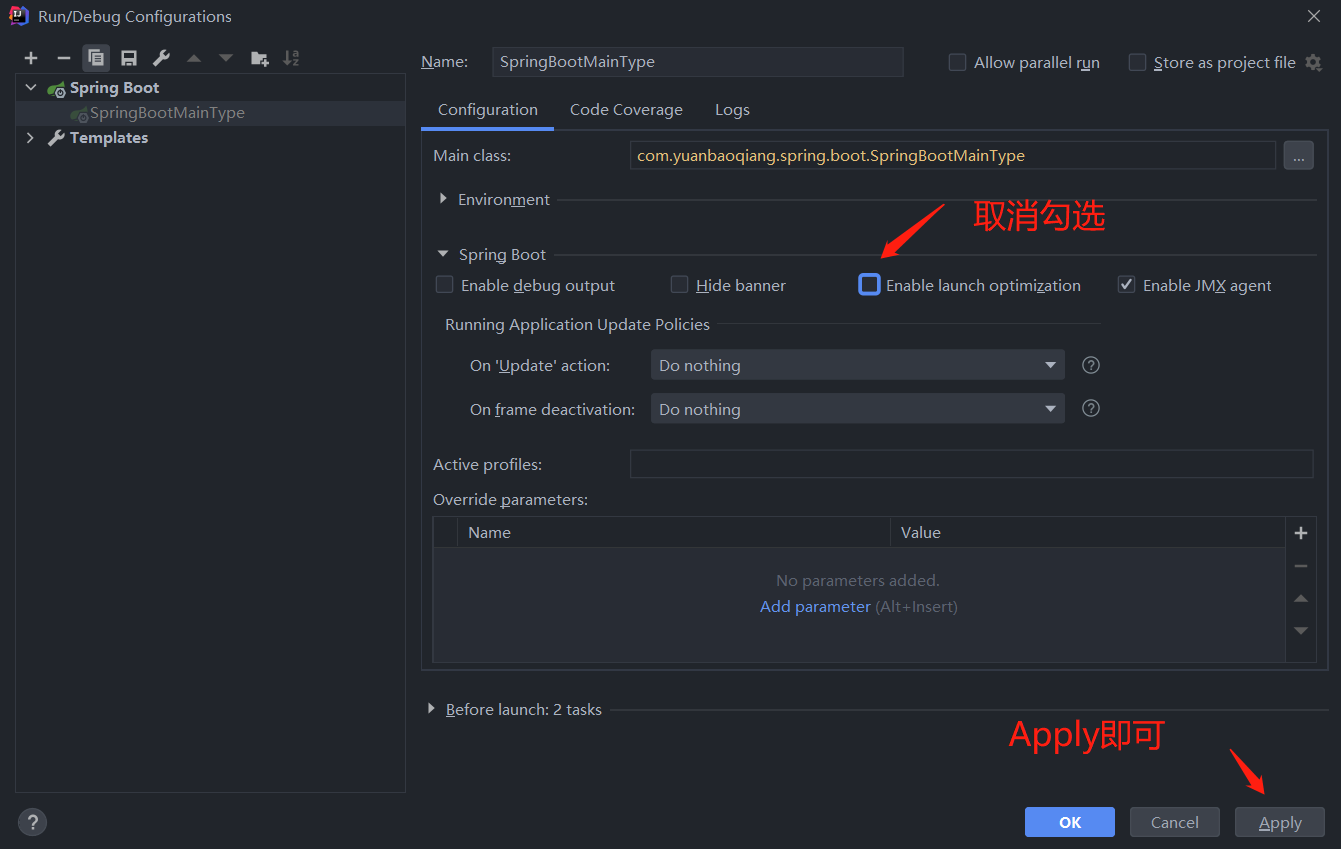 Run/Debug Configurations
Name: SpringBootMainType Allow parallel run Store as project file
Spring Boot
SpringBootMainType
Templates
Configuration Code Coverage Logs
Main class: com.yuanbaoqiang.spring.boot.SpringBootMainType ...
Environment
取消勾选
Spring Boot
Enable debug output Hide banner Enable launch optimization Enable JMX agent
Running Application Update Policies
On 'Update' action: Do nothing ?
On frame deactivation: Do nothing ?
Active profiles:
Override parameters:
Name Value
No parameters added.
Add parameter (Alt+Insert)
Before launch: 2 tasks
Apply即可
? OK Cancel Apply